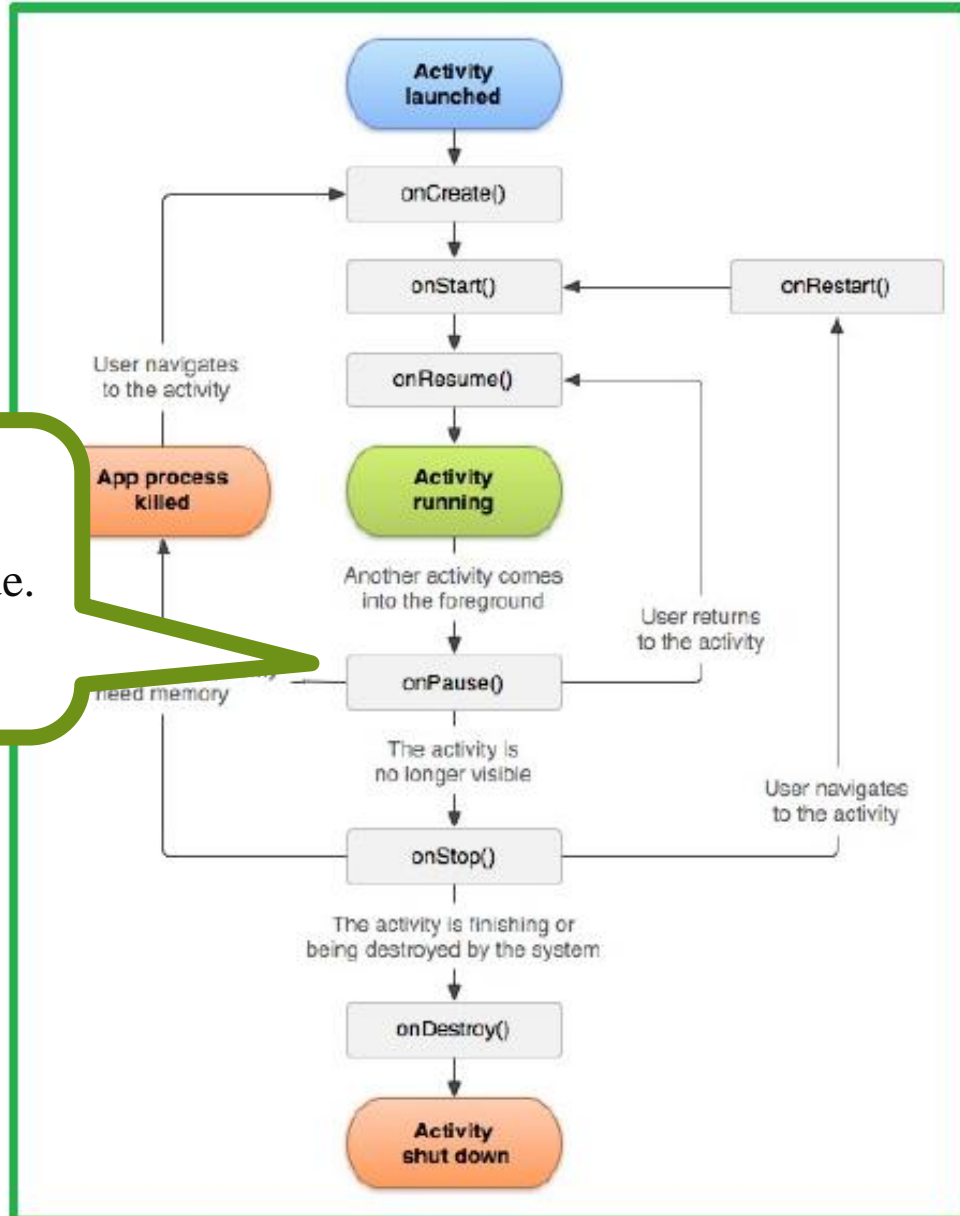 Activity
launched
onCreate()
onStart()
onRestart()
User navigates
to the activity
onResume()
App process
killed
Activity
running
ue.
Another activity comes
into the foreground
User returns
to the activity
onPause()
need memory
The activity is
no longer visible
User navigates
to the activity
onStop()
The activity is finishing or
being destroyed by the system
onDestroy()
Activity
shut down